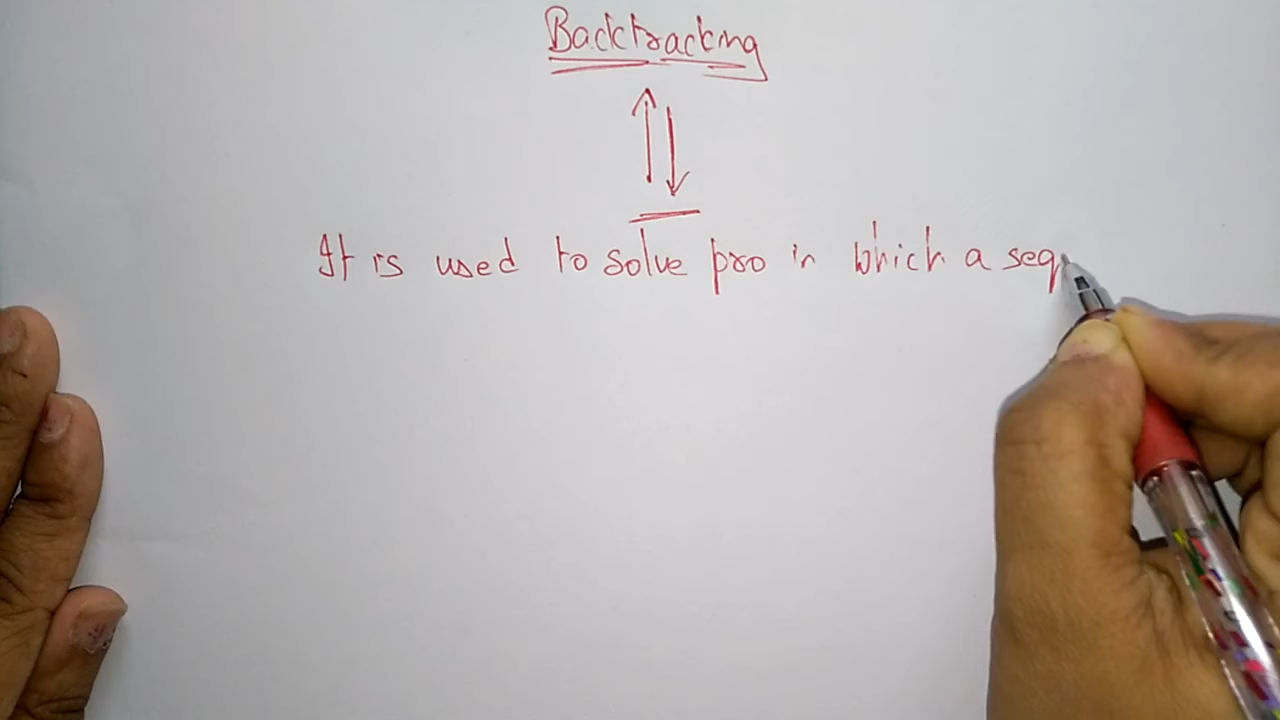 Backtracking
It is used to solve pro in which a seq